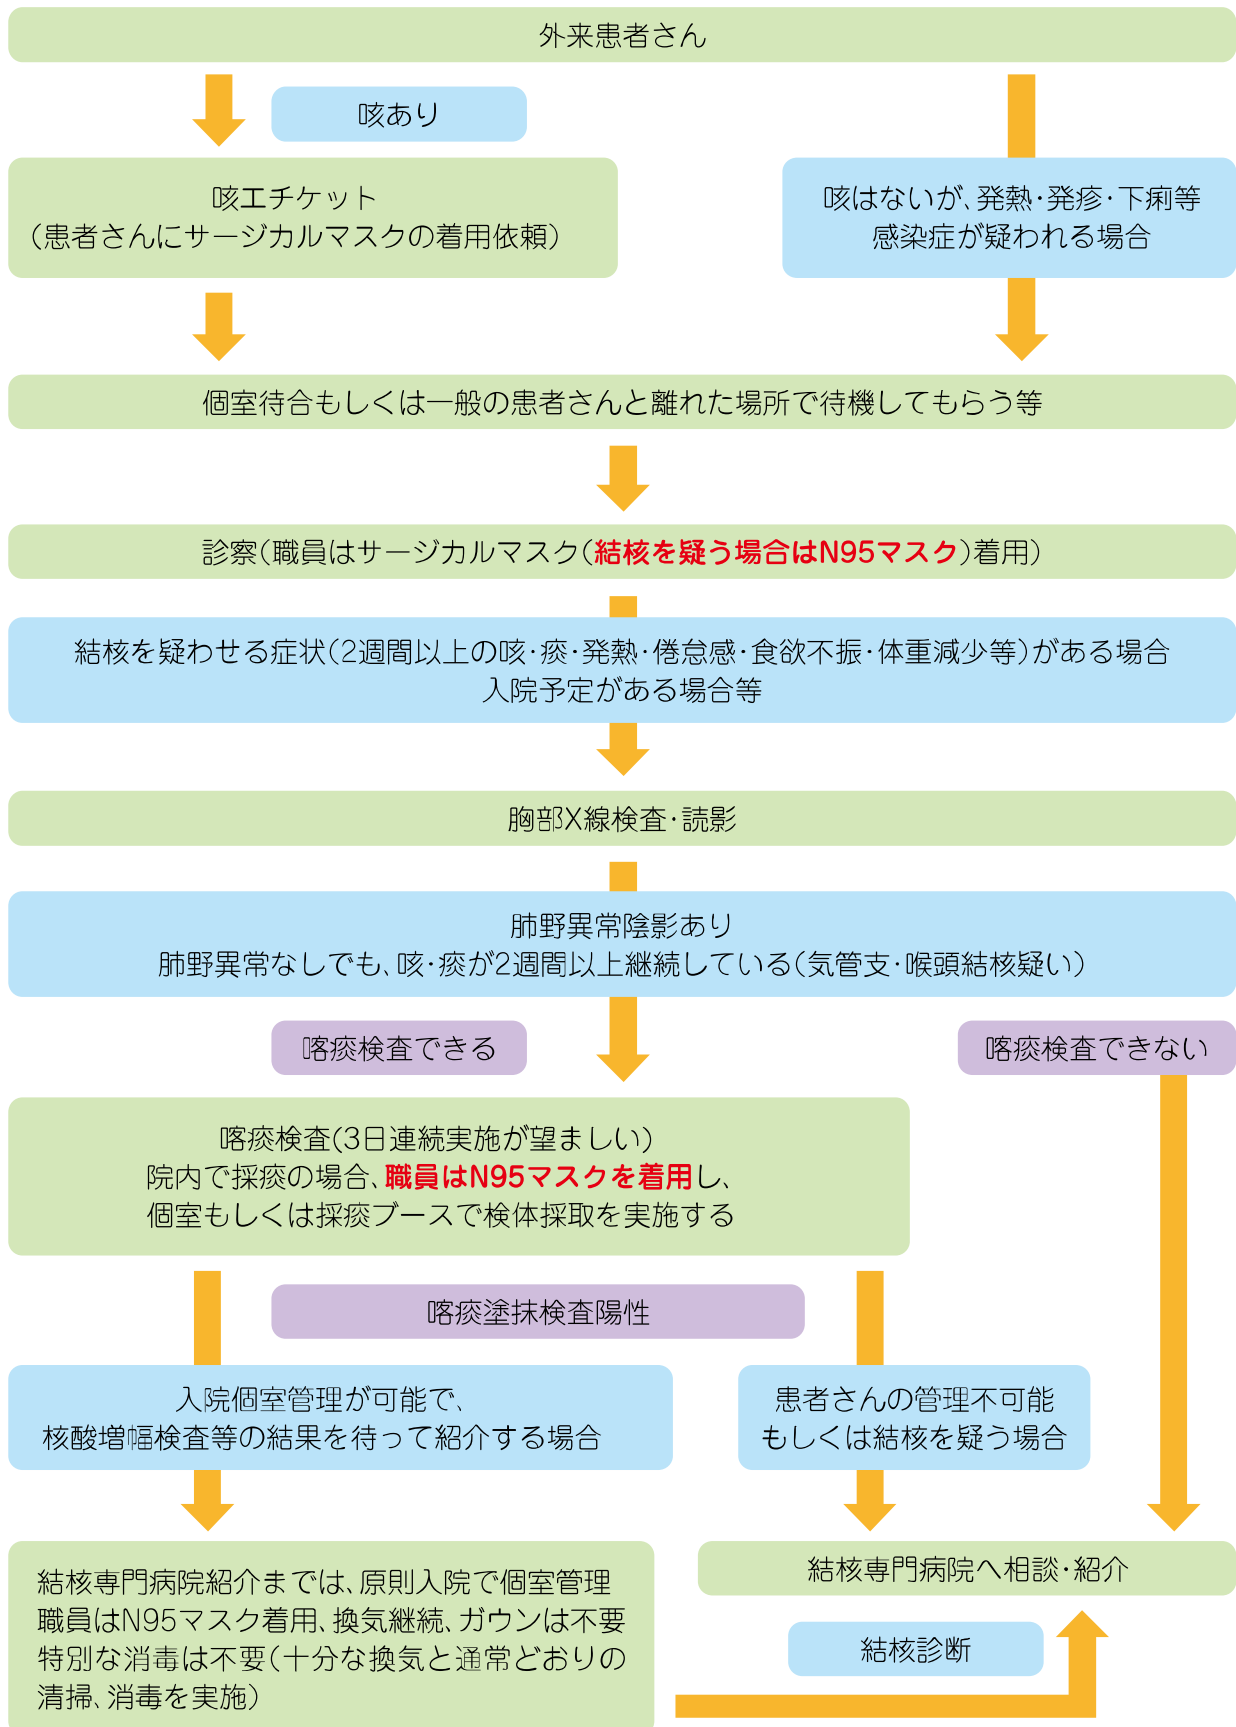 外来患者さん
咳あり
咳エチケット
（患者さんにサージカルマスクの着用依頼）
咳はないが、発熱・発疹・下痢等
感染症が疑われる場合
個室待合もしくは一般の患者さんと離れた場所で待機してもらう等
診察（職員はサージカルマスク（結核を疑う場合はN95マスク）着用）
結核を疑わせる症状（2週間以上の咳・痰・発熱・倦怠感・食欲不振・体重減少等）がある場合
入院予定がある場合等
胸部X線検査・読影
肺野異常陰影あり
肺野異常なしでも、咳・痰が2週間以上継続している（気管支・喉頭結核疑い）
喀痰検査できる
喀痰検査できない
喀痰検査（3日連続実施が望ましい）
院内で採痰の場合、職員はN95マスクを着用し、
個室もしくは採痰ブースで検体採取を実施する
喀痰塗抹検査陽性
入院個室管理が可能で、
核酸増幅検査等の結果を待って紹介する場合
患者さんの管理不可能
もしくは結核を疑う場合
結核専門病院紹介までは、原則入院で個室管理
職員はN95マスク着用、換気継続、ガウンは不要
特別な消毒は不要（十分な換気と通常どおりの
清掃、消毒を実施）
結核専門病院へ相談・紹介
結核診断